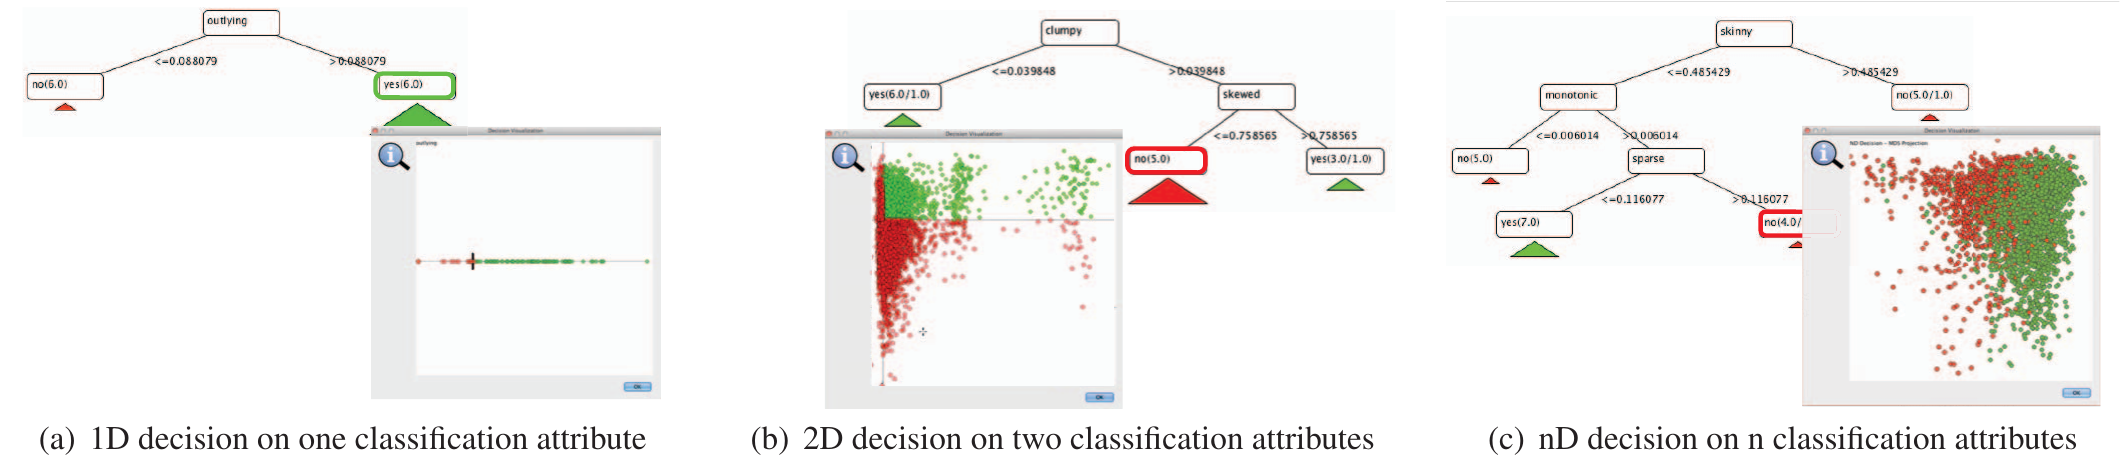 outlying
<=0.088079
>0.088079
no(6.0)
yes(6.0)
Decision Visualization
outlying
OK
(a) 1D decision on one classification attribute
clumpy
<=0.039848
>0.039848
yes(6.0/1.0)
skewed
<=0.758565
>0.758565
no(5.0)
yes(3.0/1.0)
Decision Visualization
OK
(b) 2D decision on two classification attributes
skinny
<=0.485429
>0.485429
monotonic
no(5.0/1.0)
<=0.006014
>0.006014
no(5.0)
sparse
<=0.116077
>0.116077
yes(7.0)
no(4.0/
Decision Visualization
ND Decision - MDS Projection
OK
(c) nD decision on n classification attributes